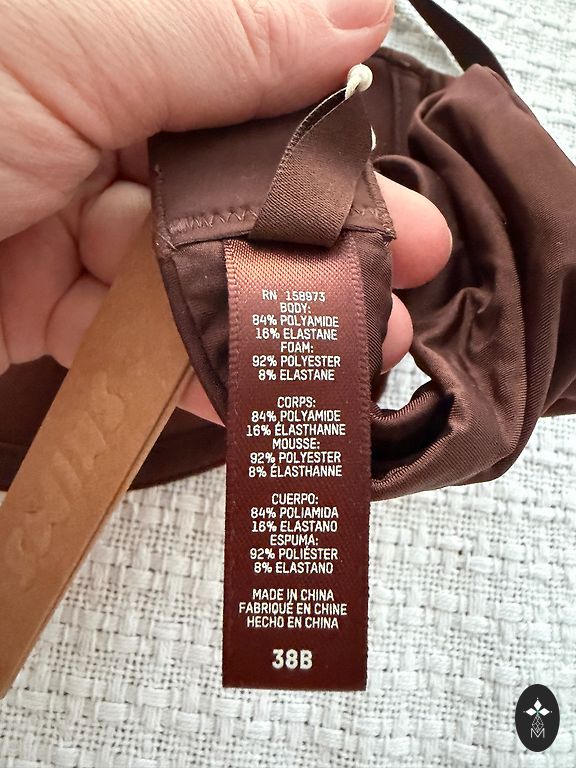 RN 158973
BODY:
84% POLYAMIDE
16% ELASTANE
FOAM:
92% POLYESTER
8% ELASTANE
CORPS:
84% POLYAMIDE
16% ÉLASTHANNE
MOUSSE:
92% POLYESTER
8% ÉLASTHANNE
CUERPO:
84% POLIAMIDA
16% ELASTANO
ESPUMA:
92% POLIÉSTER
8% ELASTANO
MADE IN CHINA
FABRIQUÉ EN CHINE
HECHO EN CHINA
38B
M